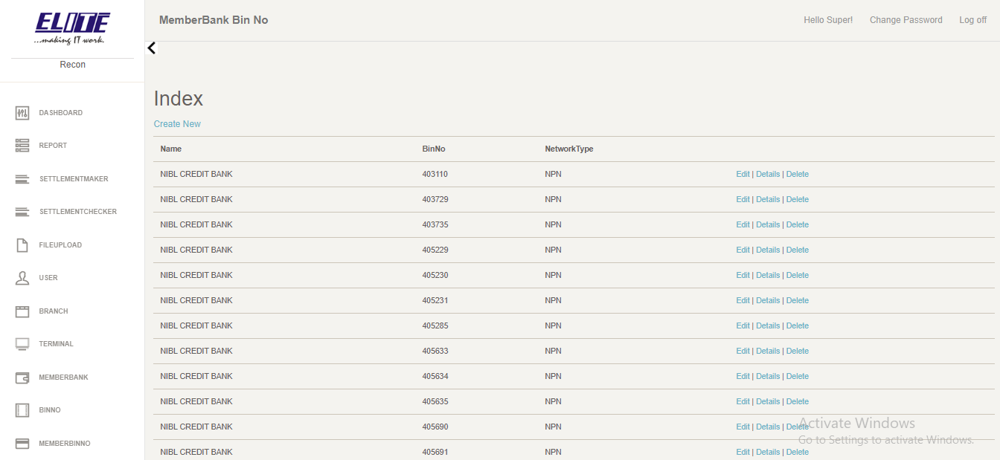 ELITE
...making IT work.
Recon
DASHBOARD
REPORT
SETTLEMENTMAKER
SETTLEMENTCHECKER
FILEUPLOAD
USER
BRANCH
TERMINAL
MEMBERBANK
BINNO
MEMBERBINNO
MemberBank Bin No Hello Super! Change Password Log off
Index
Create New
Name BinNo NetworkType
NIBL CREDIT BANK 403110 NPN Edit | Details | Delete
NIBL CREDIT BANK 403729 NPN Edit | Details | Delete
NIBL CREDIT BANK 403735 NPN Edit | Details | Delete
NIBL CREDIT BANK 405229 NPN Edit | Details | Delete
NIBL CREDIT BANK 405230 NPN Edit | Details | Delete
NIBL CREDIT BANK 405231 NPN Edit | Details | Delete
NIBL CREDIT BANK 405285 NPN Edit | Details | Delete
NIBL CREDIT BANK 405633 NPN Edit | Details | Delete
NIBL CREDIT BANK 405634 NPN Edit | Details | Delete
NIBL CREDIT BANK 405635 NPN Edit | Details | Delete
NIBL CREDIT BANK 405690 NPN Edit | Details | Delete
NIBL CREDIT BANK 405691 NPN Edit | Details | Delete
Activate Windows
Go to Settings to activate Windows.